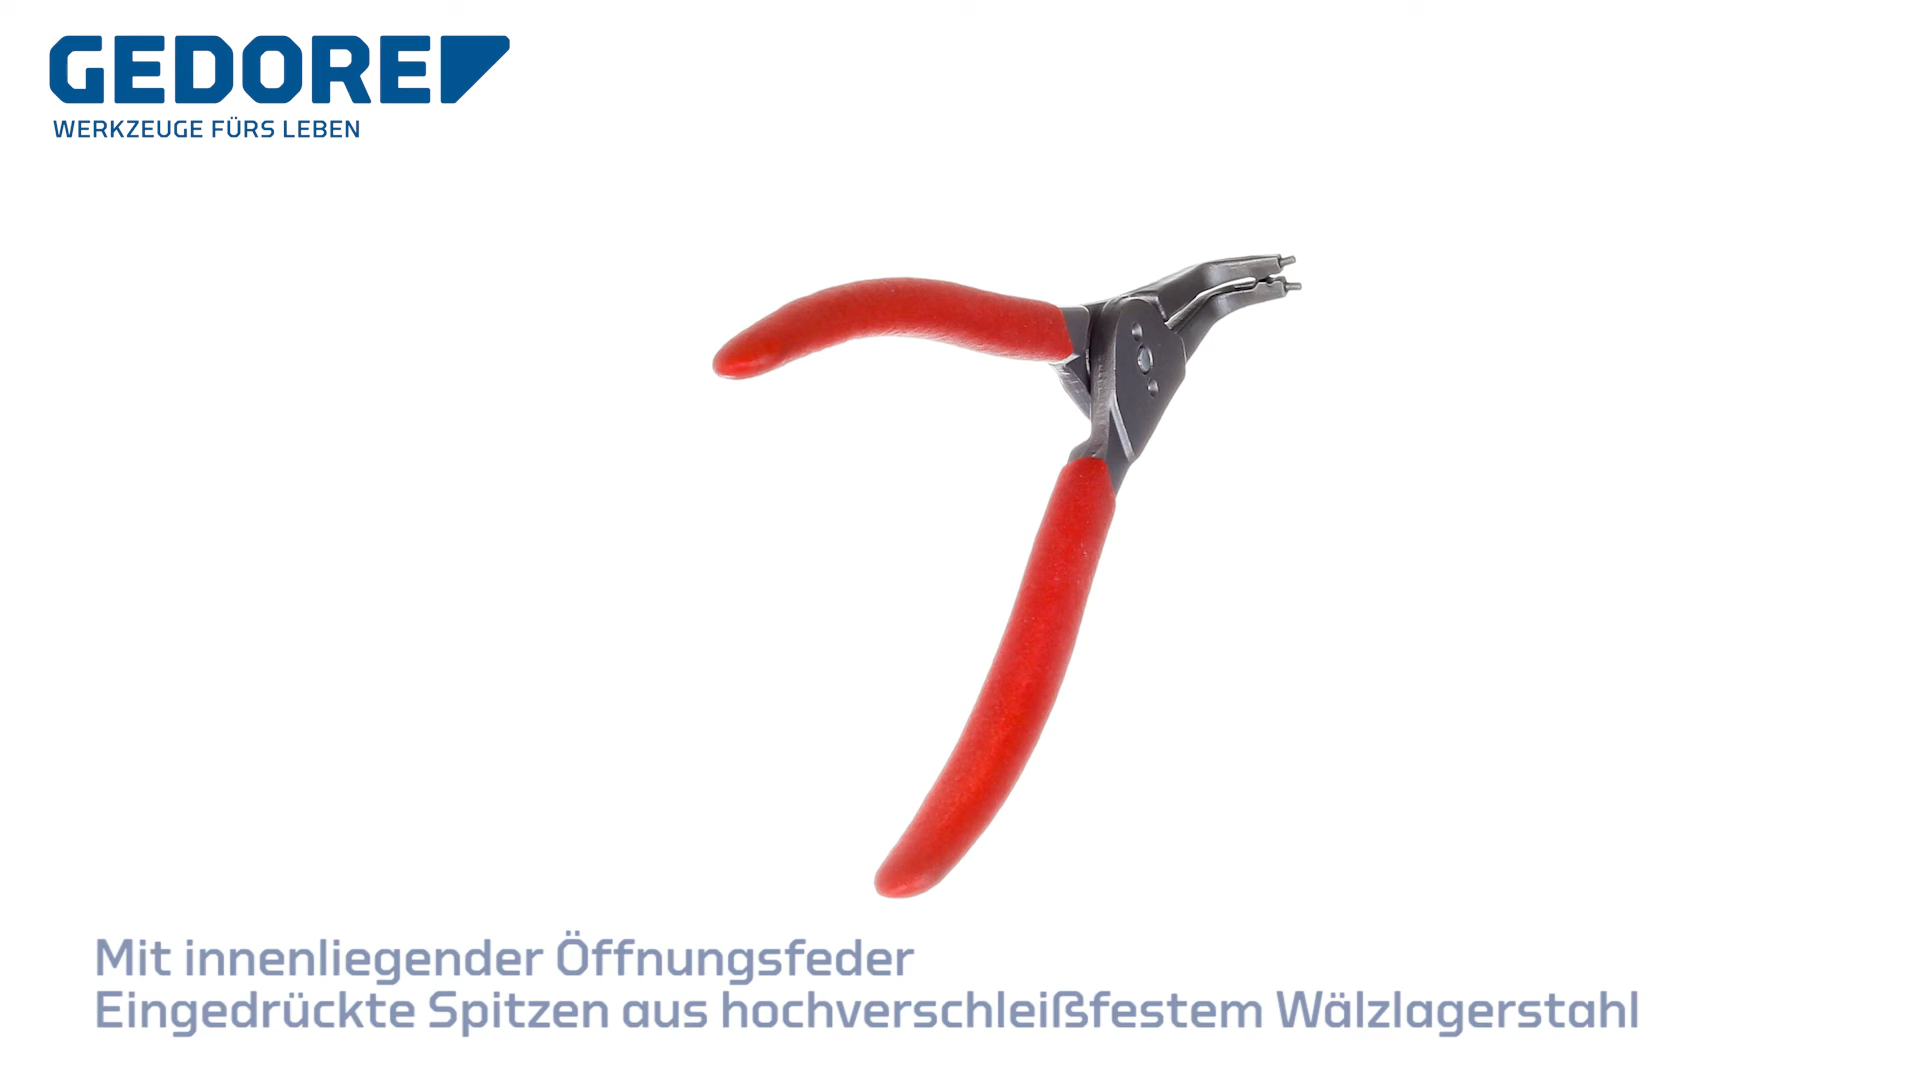 GEDORE
WERKZEUGE FÜRS LEBEN
Mit innenliegender Öffnungsfeder
Eingedrückte Spitzen aus hochverschleißfestem Wälzlagerstahl